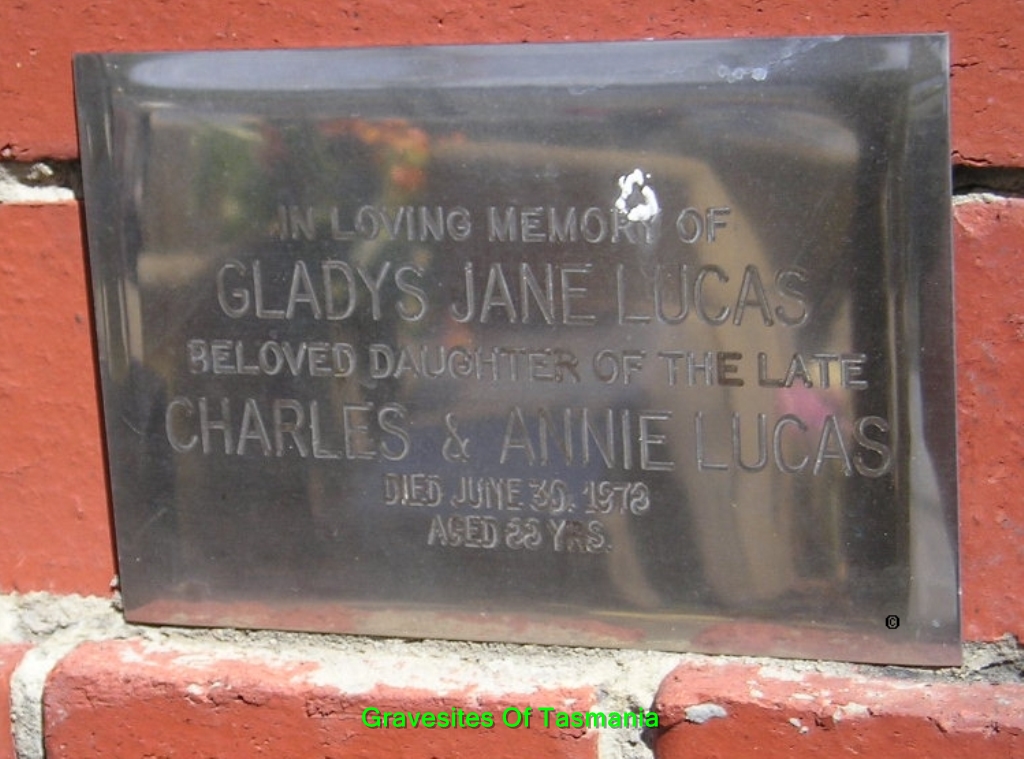 IN LOVING MEMORY OF
GLADYS JANE LUCAS
BELOVED DAUGHTER OF THE LATE
CHARLES & ANNIE LUCAS
DIED JUNE 30. 1978
AGED YRS.
©
Gravesites Of Tasmania